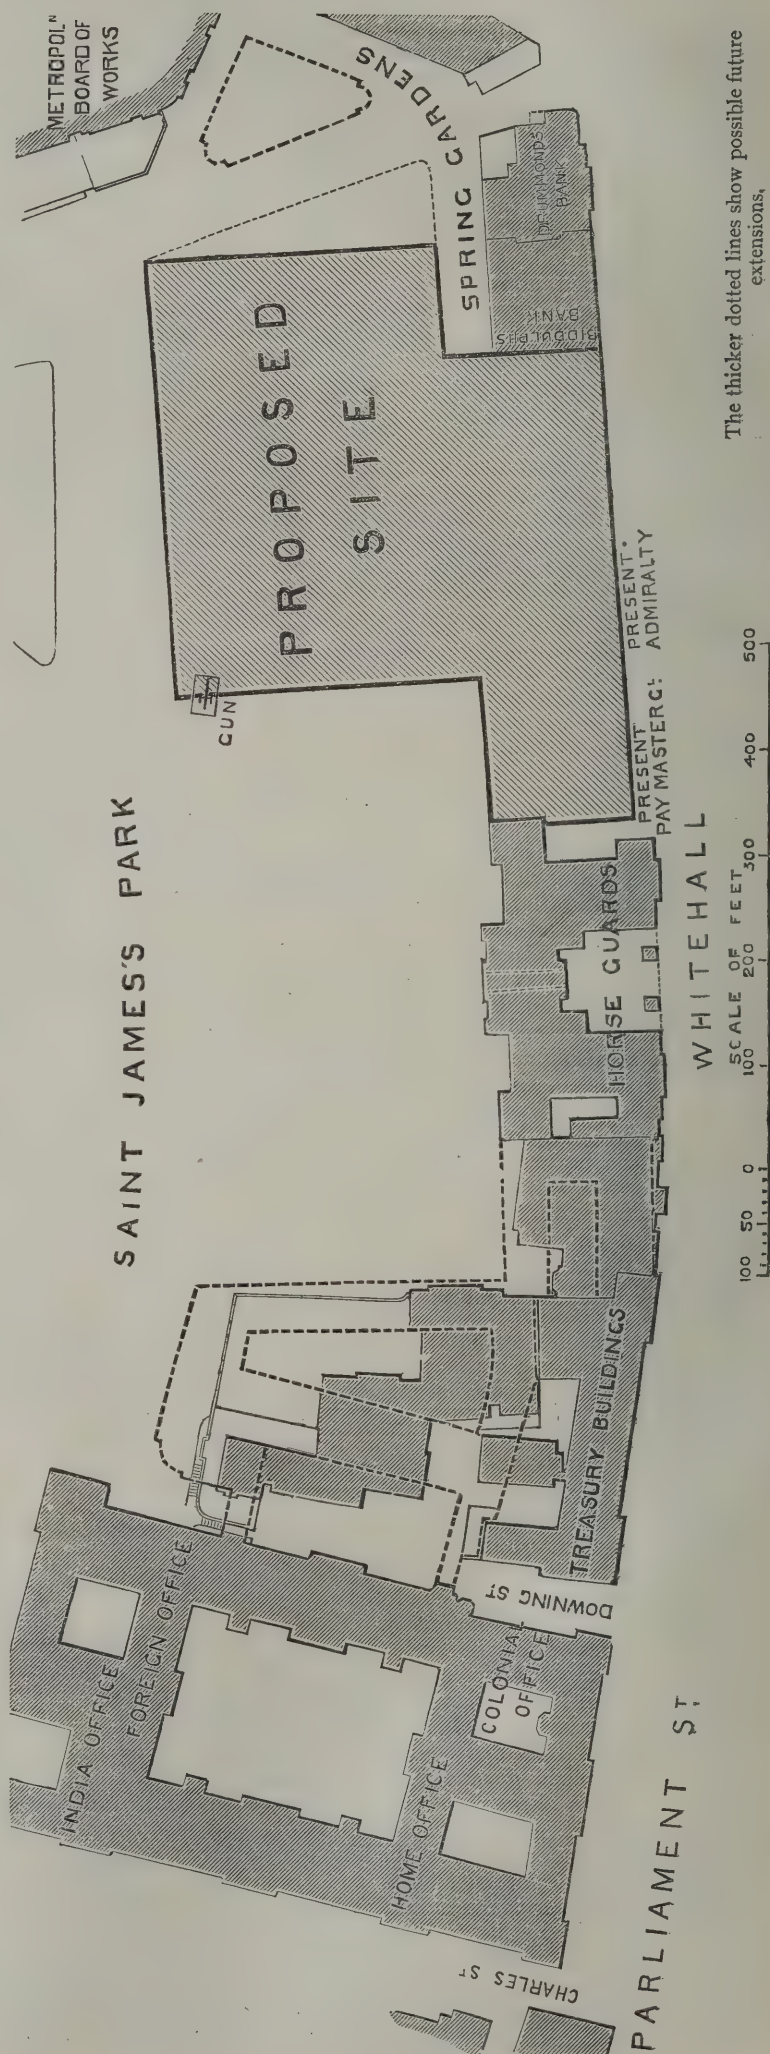 METROPOLᴺ
BOARD OF
WORKS
SPRING GARDENS
DRUMMONDS
BANK
BIDDULPHS
BANK
PROPOSED
SITE
GUN
SAINT JAMES'S PARK
PRESENT
ADMIRALTY
PRESENT
PAY MASTER Gᴸ
HORSE GUARDS
WHITEHALL
TREASURY BUILDINGS
DOWNING Sᵀ
INDIA OFFICE
FOREIGN OFFICE
COLONIAL
OFFICE
HOME OFFICE
CHARLES Sᵀ
PARLIAMENT Sᵀ
SCALE OF FEET
100 50 0 100 200 300 400 500
The thicker dotted lines show possible future
extensions.